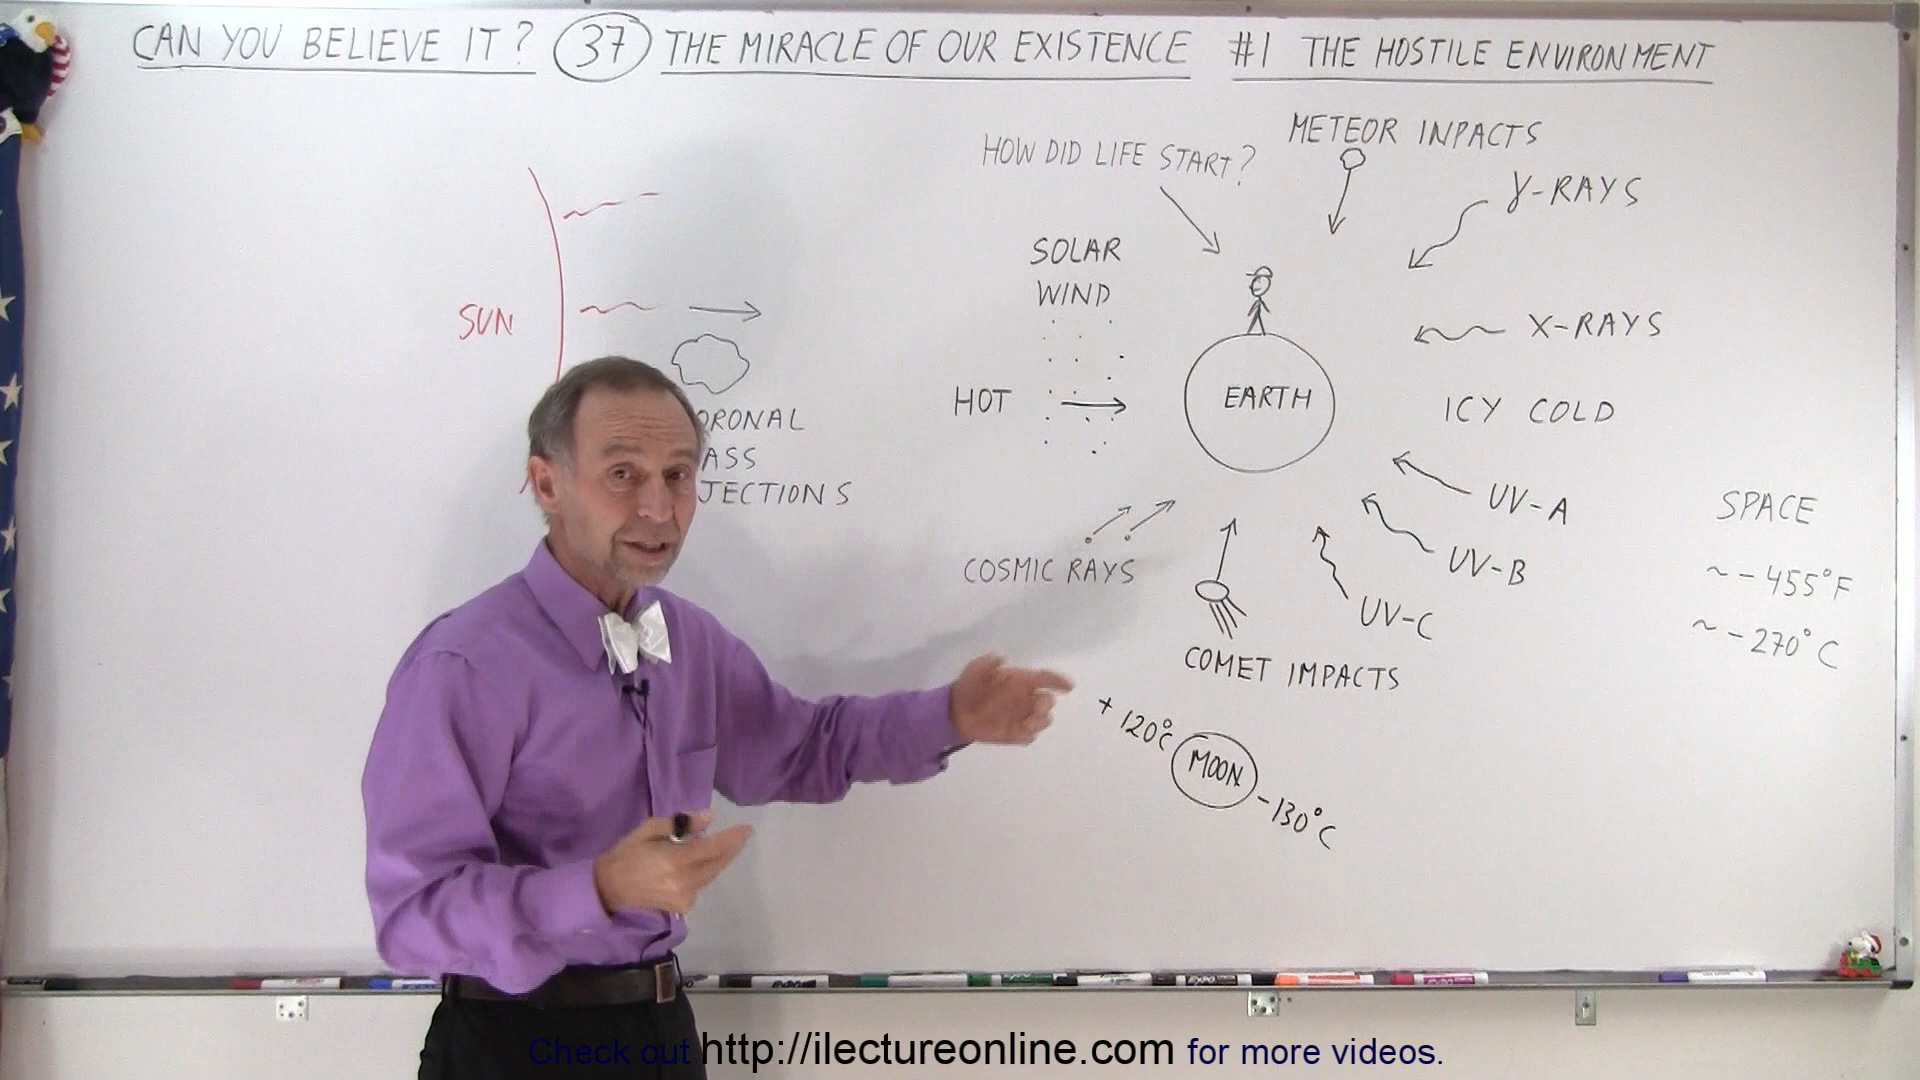 CAN YOU BELIEVE IT? 37 THE MIRACLE OF OUR EXISTENCE #1 THE HOSTILE ENVIRONMENT
METEOR INPACTS
HOW DID LIFE START?
γ-RAYS
SOLAR
WIND
SUN
X-RAYS
HOT
EARTH
ICY COLD
ORONAL
ASS
JECTIONS
UV-A
SPACE
COSMIC RAYS
UV-B
~ -455°F
UV-C
~ -270°C
COMET IMPACTS
+120°C
MOON
-130°C
Check out http://ilectureonline.com for more videos.